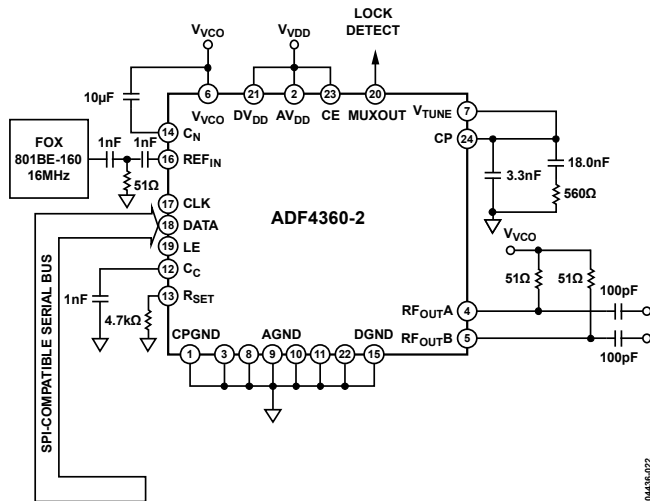 LOCK
DETECT
VVCO
VVDD
10µF
6
21
2
23
20
VVCO
DVDD
AVDD
CE
MUXOUT
VTUNE
7
14
CN
CP
24
FOX
801BE-160
16MHz
1nF
1nF
16
REFIN
51Ω
18.0nF
3.3nF
560Ω
17
CLK
18
DATA
19
LE
ADF4360-2
SPI-COMPATIBLE SERIAL BUS
12
CC
1nF
13
RSET
4.7kΩ
VVCO
51Ω
51Ω
100pF
RFOUTA
4
RFOUTB
5
100pF
CPGND
AGND
DGND
1
3
8
9
10
11
22
15
04436-022